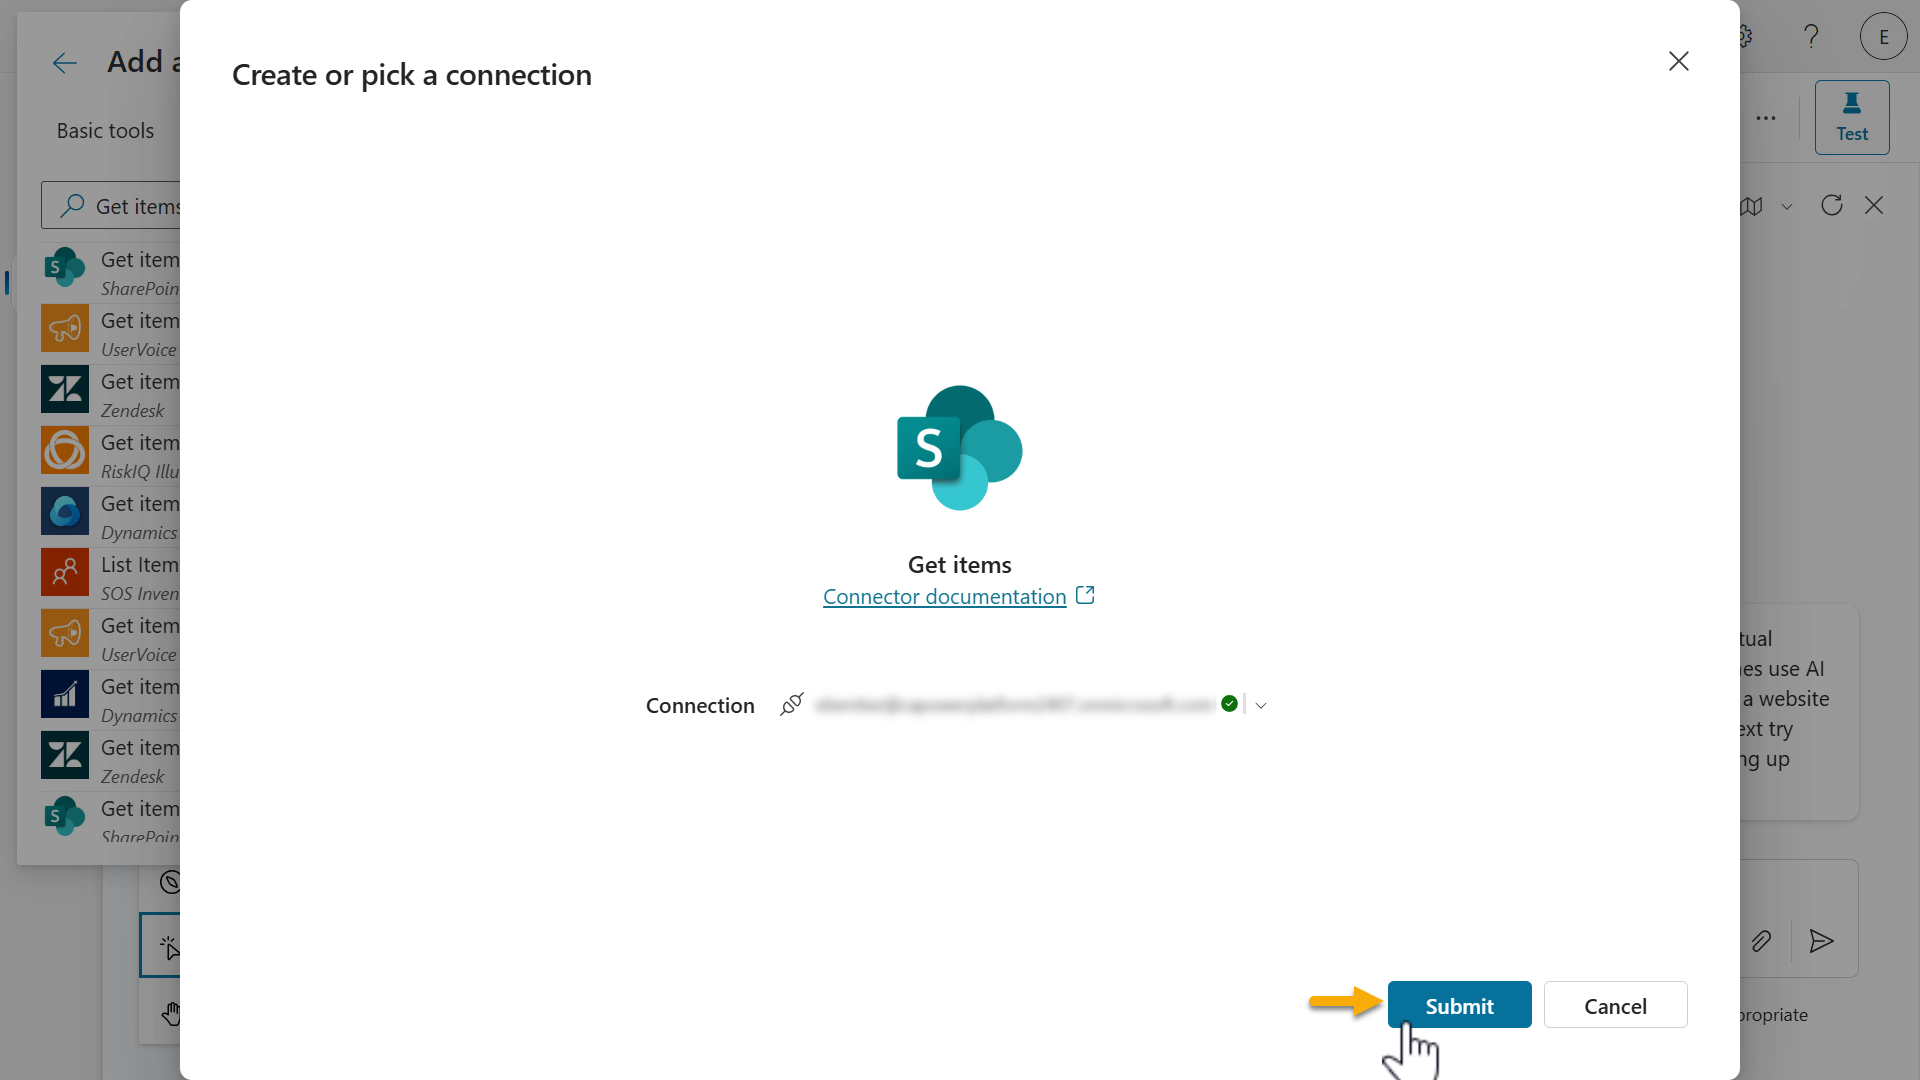 Add a
Basic tools
Get items
Get item
SharePoin
Get item
UserVoice
Get item
Zendesk
Get item
RiskIQ Illu
Get item
Dynamics
List Item
SOS Inven
Get item
UserVoice
Get item
Dynamics
Get item
Zendesk
Get item
SharePoin
Create or pick a connection
S
Get items
Connector documentation
Connection
Submit
Cancel
E
Test
tual
nes use AI
a website
ext try
ng up
propriate